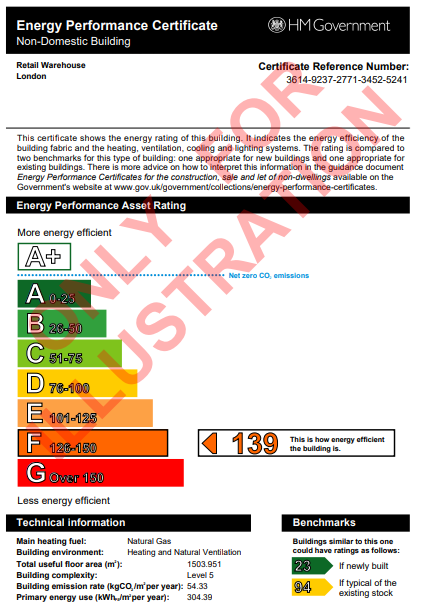 Energy Performance Certificate
Non-Domestic Building
HM Government
Retail Warehouse
London
Certificate Reference Number:
3614-9237-2771-3452-5241
This certificate shows the energy rating of this building. It indicates the energy efficiency of
the building fabric and the heating, ventilation, cooling and lighting systems. The rating is compared to
two benchmarks for this type of building: one appropriate for new buildings and one appropriate for
existing buildings. There is more advice on how to interpret this information in the guidance document
Energy Performance Certificates for the construction, sale and let of non-dwellings available on the
Government's website at www.gov.uk/government/collections/energy-performance-certificates.
ONLY FOR
ILLUSTRATION
Energy Performance Asset Rating
More energy efficient
A+
Net zero CO₂ emissions
A 0-25
B 26-50
C 51-75
D 76-100
E 101-125
F 126-150
139 This is how energy efficient
the building is.
G Over 150
Less energy efficient
Technical information
Main heating fuel: Natural Gas
Building environment: Heating and Natural Ventilation
Total useful floor area (m²): 1503.951
Building complexity: Level 5
Building emission rate (kgCO₂/m²per year): 54.33
Primary energy use (kWhₚₑ/m²per year): 304.39
Benchmarks
Buildings similar to this one
could have ratings as follows:
23 If newly built
94 If typical of the
existing stock